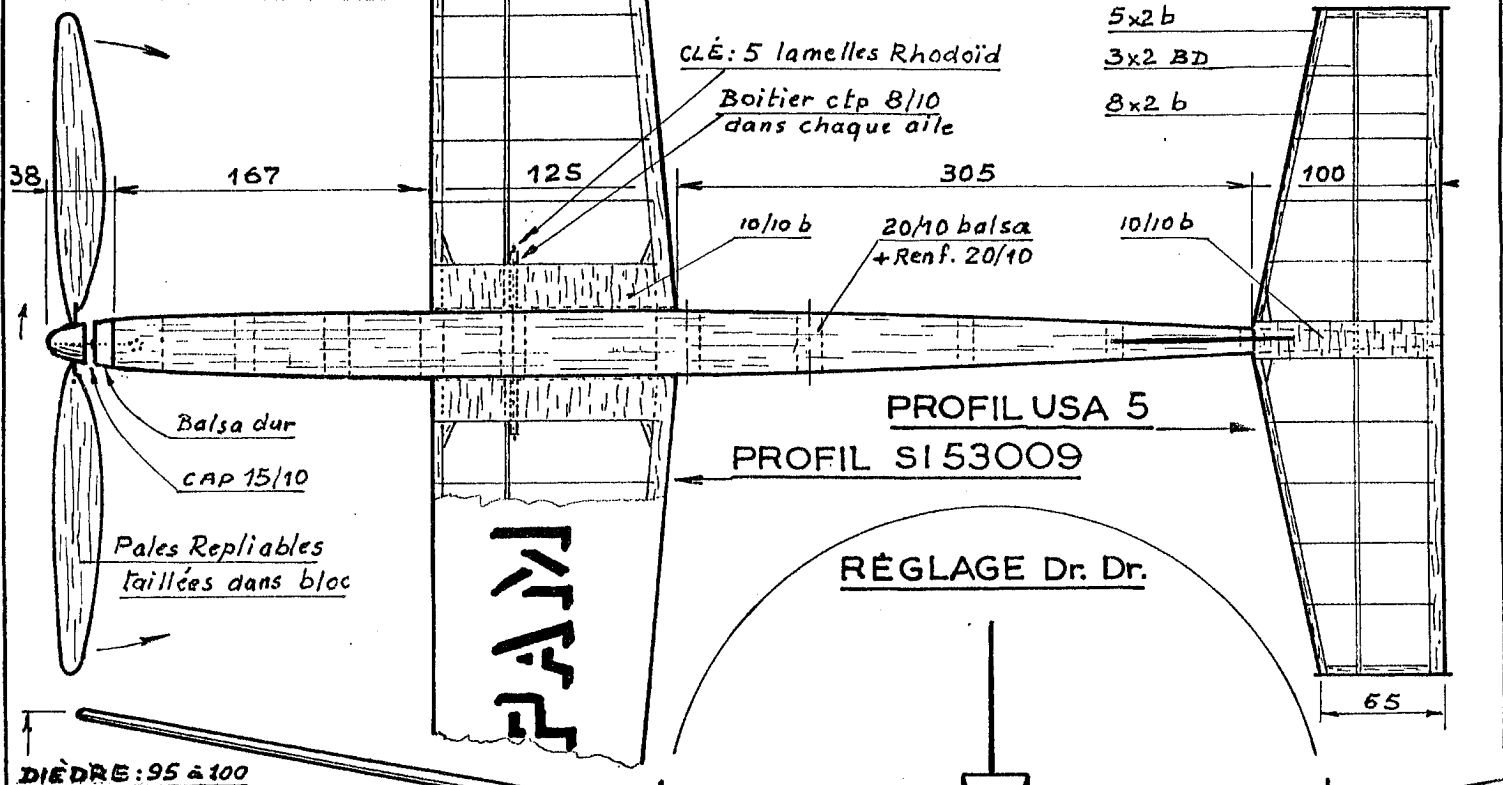 5x2 b
CLÉ: 5 lamelles Rhodoïd
3x2 BD
Boitier ctp 8/10
dans chaque aile
8x2 b
38
167
125
305
100
10/10 b
20/10 balsa
+ Renf. 20/10
10/10 b
PROFIL USA 5
Balsa dur
PROFIL SI 53009
CAP 15/10
Pales Repliables
taillées dans bloc
RÉGLAGE Dr. Dr.
65
DIÈDRE: 95 à 100